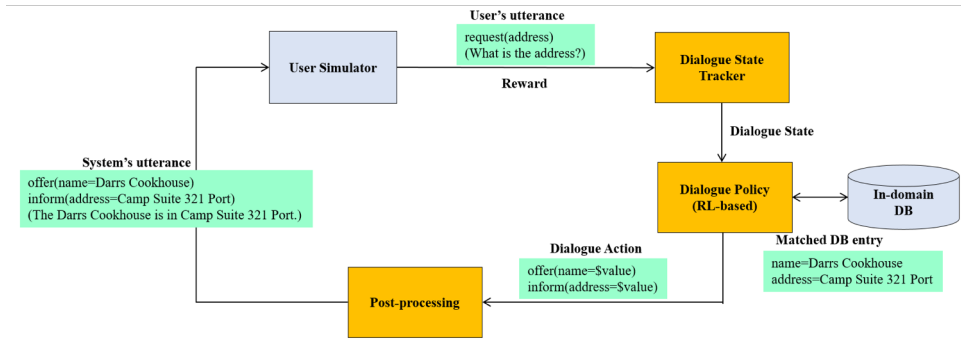 User's utterance
request(address)
(What is the address?)
User Simulator
Reward
Dialogue State
Tracker
Dialogue State
System's utterance
offer(name=Darrs Cookhouse)
inform(address=Camp Suite 321 Port)
(The Darrs Cookhouse is in Camp Suite 321 Port.)
Dialogue Policy
(RL-based)
In-domain
DB
Matched DB entry
name=Darrs Cookhouse
address=Camp Suite 321 Port
Dialogue Action
offer(name=$value)
inform(address=$value)
Post-processing